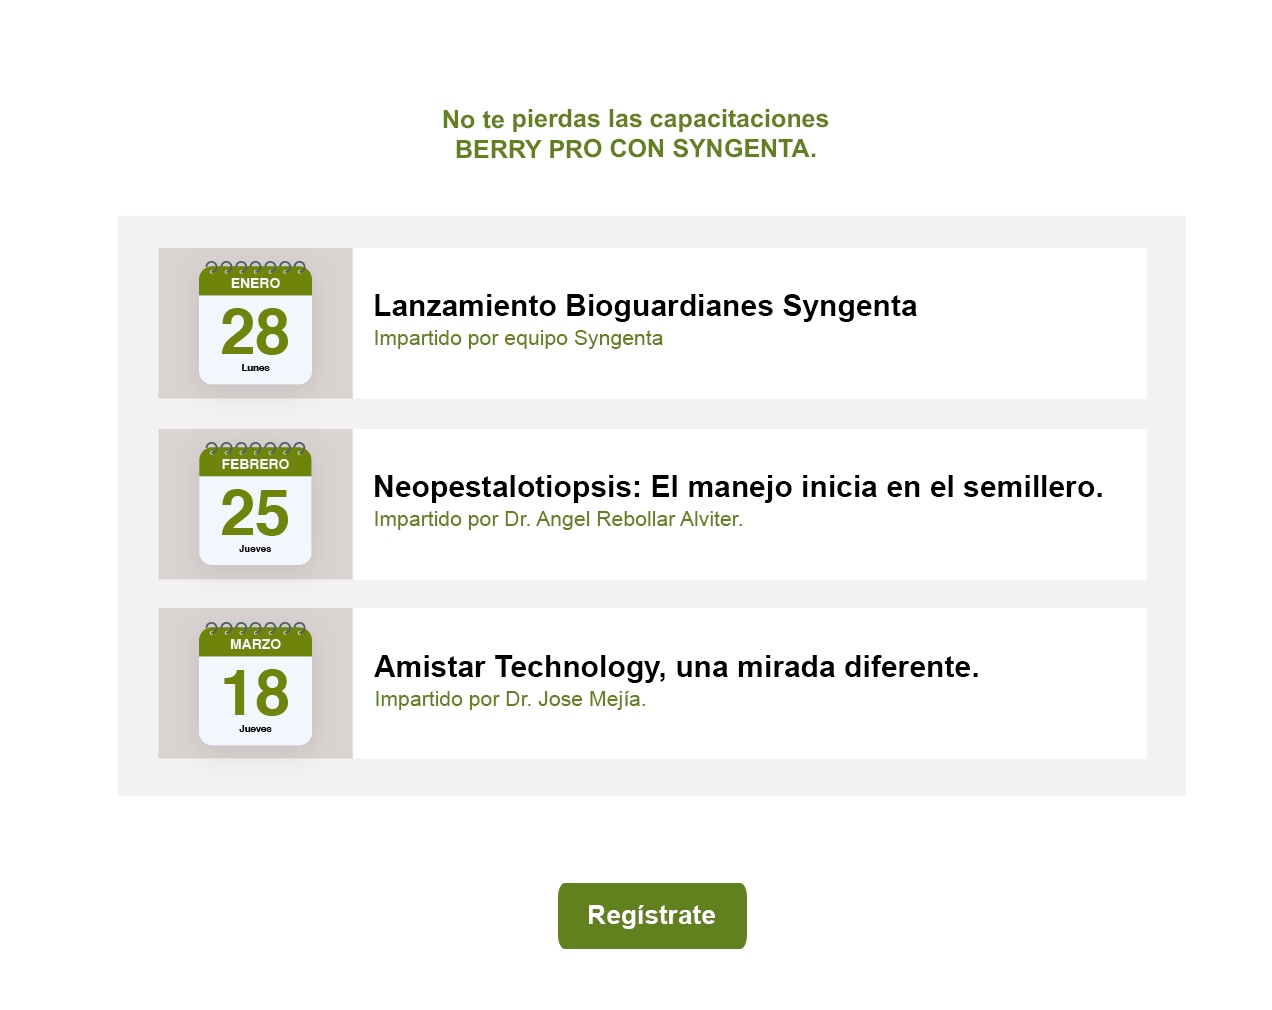 No te pierdas las capacitaciones
BERRY PRO CON SYNGENTA.
ENERO
28
Lunes
Lanzamiento Bioguardianes Syngenta
Impartido por equipo Syngenta
FEBRERO
25
Jueves
Neopestalotiopsis: El manejo inicia en el semillero.
Impartido por Dr. Angel Rebollar Alviter.
MARZO
18
Jueves
Amistar Technology, una mirada diferente.
Impartido por Dr. Jose Mejía.
Regístrate